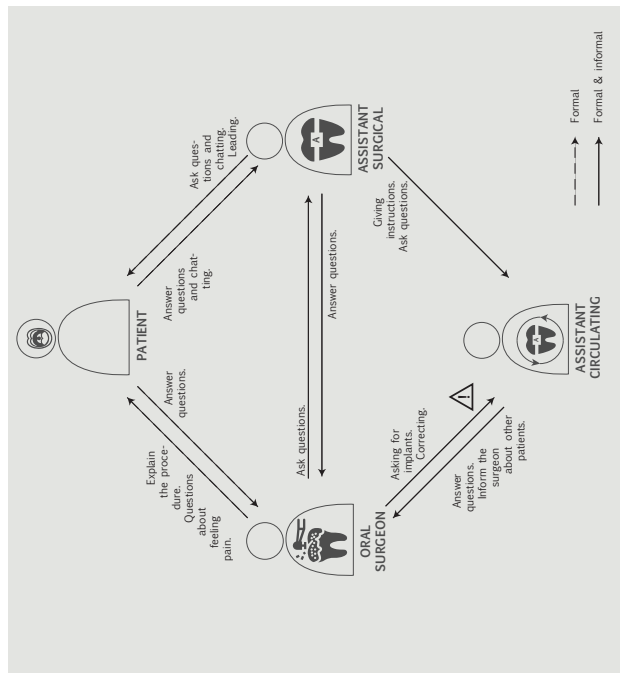 Ask ques-
tions and
chatting.
Leading.
Answer
questions
and chat-
ting.
PATIENT
Explain
the proce-
dure.
Questions
about
feeling
pain.
Answer
questions.
ASSISTANT
SURGICAL
A
Ask questions.
Answer questions.
Giving
instructions.
Ask questions.
ORAL
SURGEON
Asking for
implants.
Correcting.
Answer
questions.
Inform the
surgeon
about other
patients.
ASSISTANT
CIRCULATING
A
Formal
Formal & informal